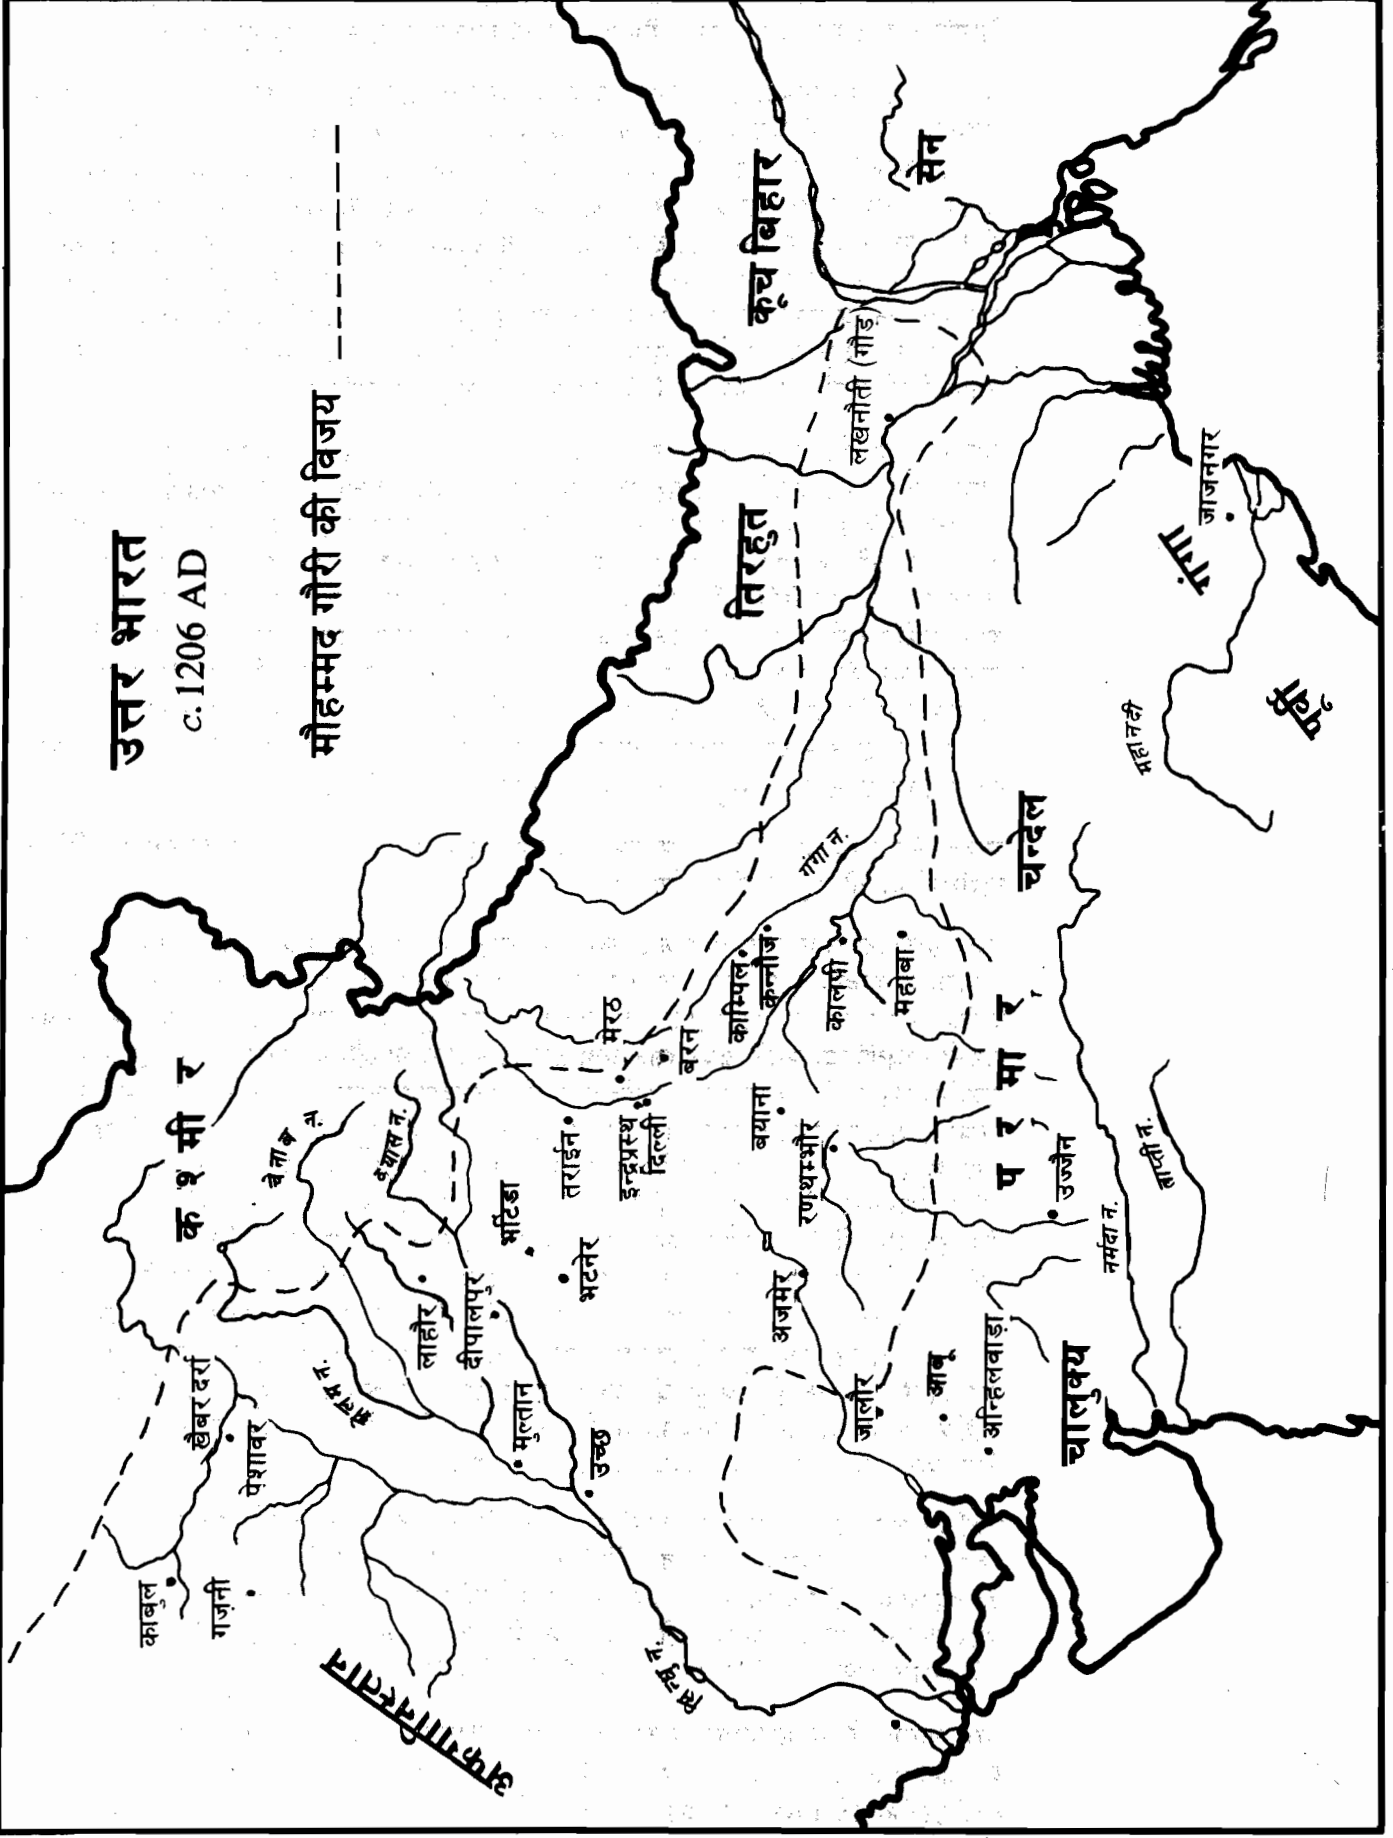 उत्तर भारत
c. 1206 AD
मौहम्मद गौरी की विजय
क श्मी र
चेनाब न.
ब्यास न.
झेलम न.
खैबर दर्रा
पेशावर
काबुल
गज़नी
अफगानिस्तान
लाहौर
दीपालपुर
मुल्तान
उच्छ
सिन्धु न.
भटिंडा
भटनेर
तराईन
इन्द्रप्रस्थ
दिल्ली
मेरठ
बरन
काम्पिल
कन्नौज
गंगा न.
कालपी
महोबा
बयाना
रणथम्भौर
अजमेर
जालौर
आबू
अन्हिलवाड़ा
चालुक्य
प र मा र
उज्जैन
नर्मदा न.
ताप्ती न.
चन्देल
तिरहुत
कूच बिहार
लखनौती (गौड़)
सेन
जाजनगर
महानदी
पूर्वी
गंगा